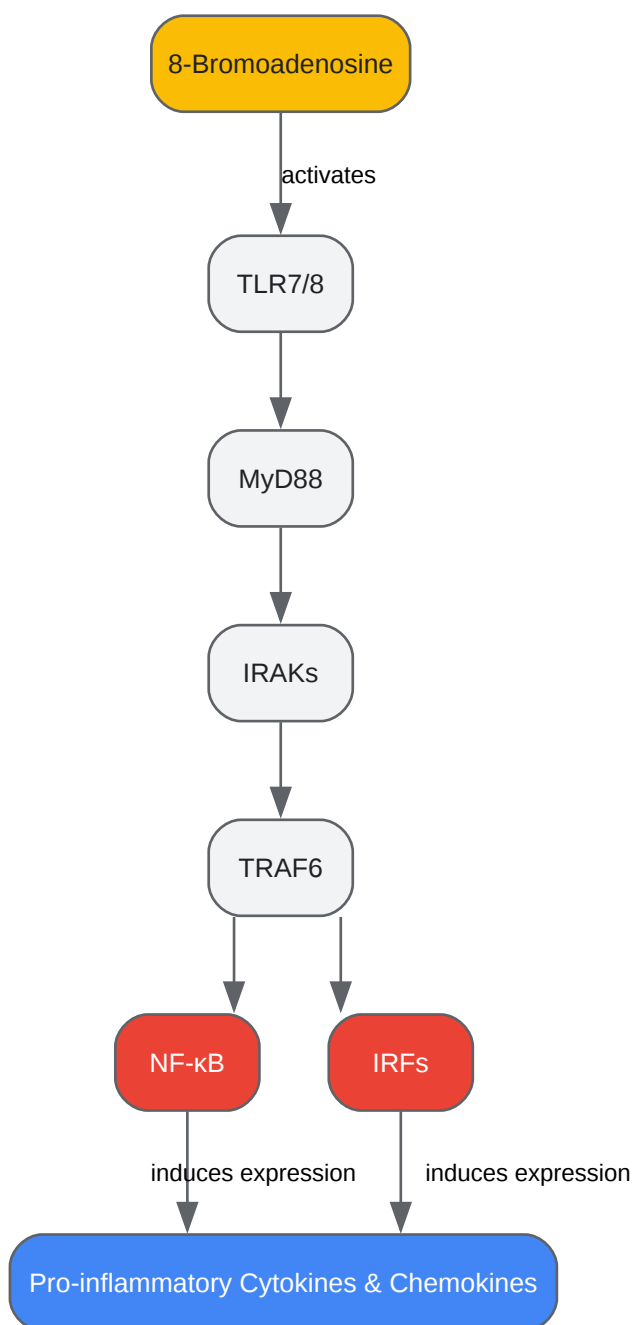 8-Bromoadenosine
activates
TLR7/8
MyD88
IRAKs
TRAF6
NF-κB
IRFs
induces expression
induces expression
Pro-inflammatory Cytokines & Chemokines